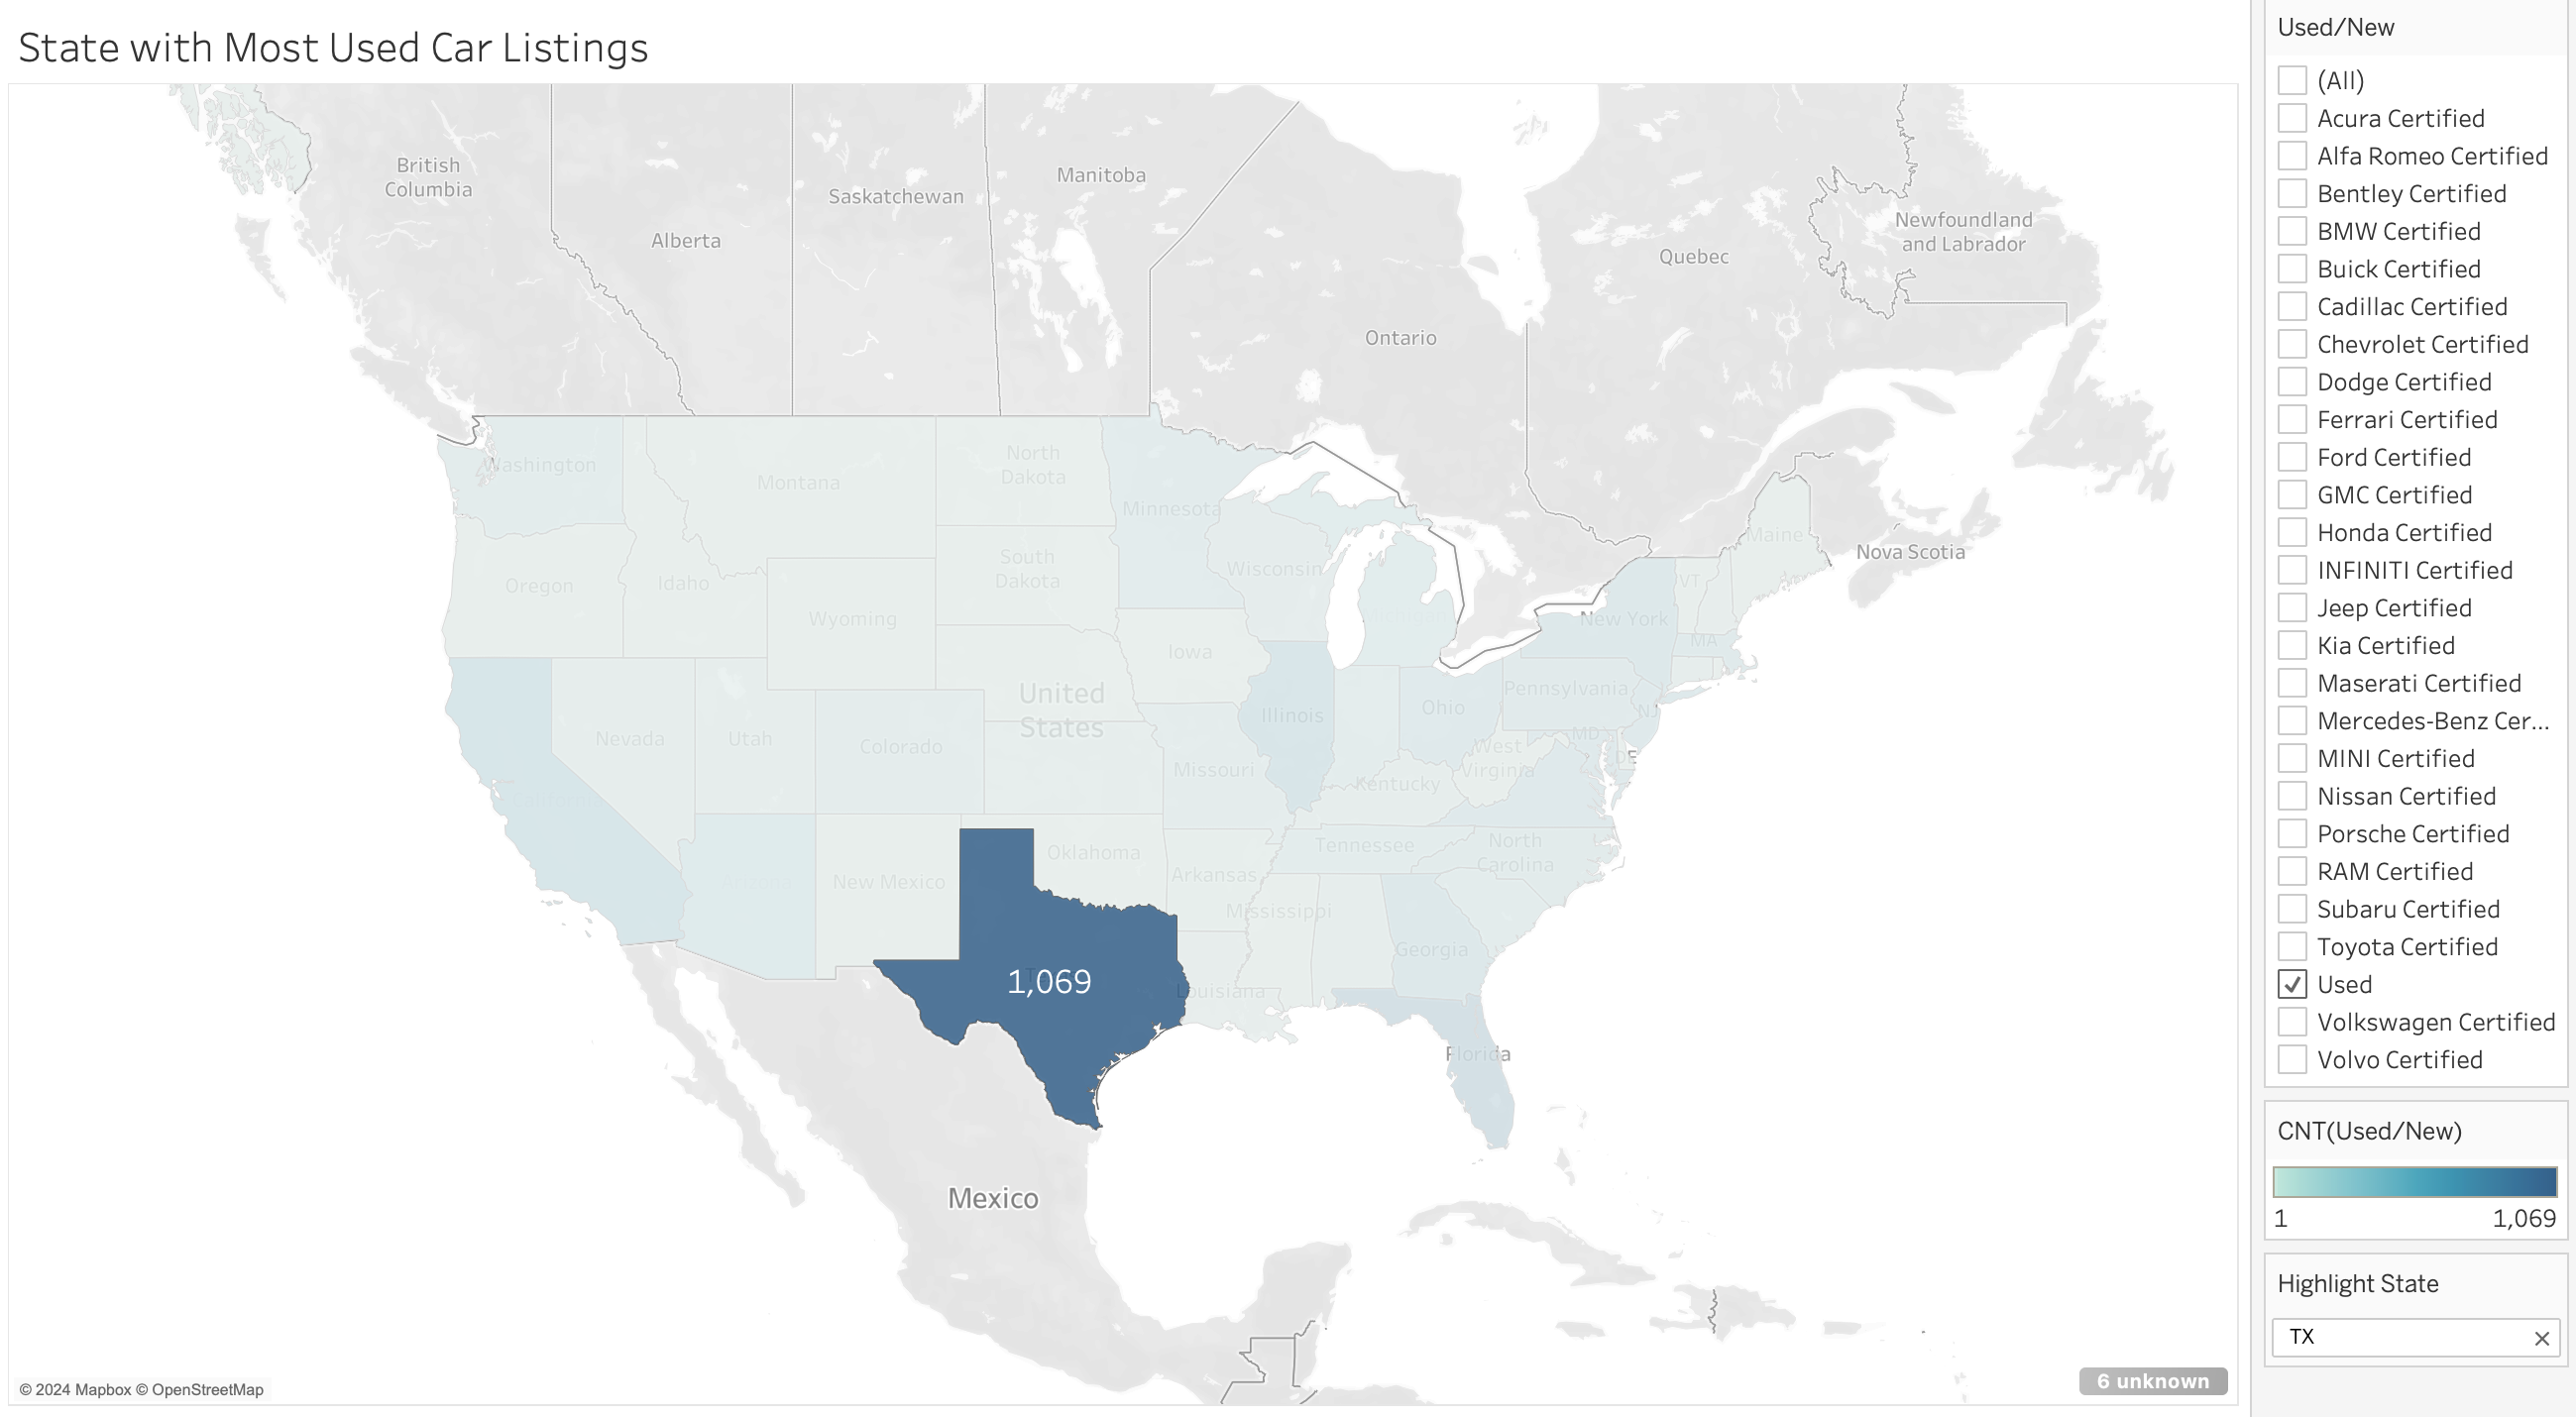 State with Most Used Car Listings
British
Columbia
Alberta
Saskatchewan
Manitoba
Ontario
Quebec
Newfoundland
and Labrador
Nova Scotia
Washington
Montana
North
Dakota
Minnesota
Maine
Oregon
Idaho
South
Dakota
Wisconsin
Michigan
VT
Wyoming
New York
MA
Iowa
United
States
Illinois
Ohio
Pennsylvania
NJ
Nevada
Utah
Colorado
Missouri
Kentucky
West
Virginia
MD
DE
California
Arizona
New Mexico
Oklahoma
Arkansas
Tennessee
North
Carolina
Mississippi
Georgia
1,069
Louisiana
Florida
Mexico
© 2024 Mapbox © OpenStreetMap
6 unknown
Used/New
(All)
Acura Certified
Alfa Romeo Certified
Bentley Certified
BMW Certified
Buick Certified
Cadillac Certified
Chevrolet Certified
Dodge Certified
Ferrari Certified
Ford Certified
GMC Certified
Honda Certified
INFINITI Certified
Jeep Certified
Kia Certified
Maserati Certified
Mercedes-Benz Cer...
MINI Certified
Nissan Certified
Porsche Certified
RAM Certified
Subaru Certified
Toyota Certified
Used
Volkswagen Certified
Volvo Certified
CNT(Used/New)
1
1,069
Highlight State
TX